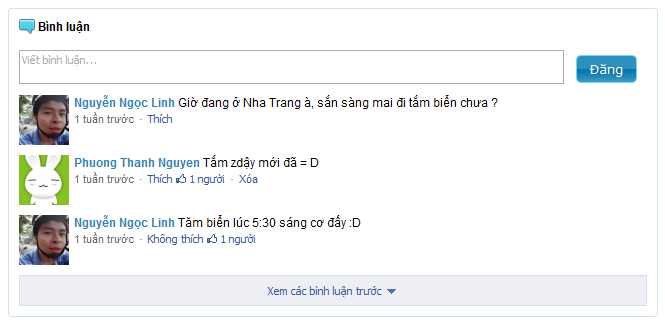 Bình luận
Viết bình luận...
Đăng
Nguyễn Ngọc Linh Giờ đang ở Nha Trang à, sẵn sàng mai đi tắm biển chưa ?
1 tuần trước · Thích
Phuong Thanh Nguyen Tắm zdậy mới đã = D
1 tuần trước · Thích 1 người · Xóa
Nguyễn Ngọc Linh Tăm biển lúc 5:30 sáng cơ đấy :D
1 tuần trước · Không thích 1 người
Xem các bình luận trước